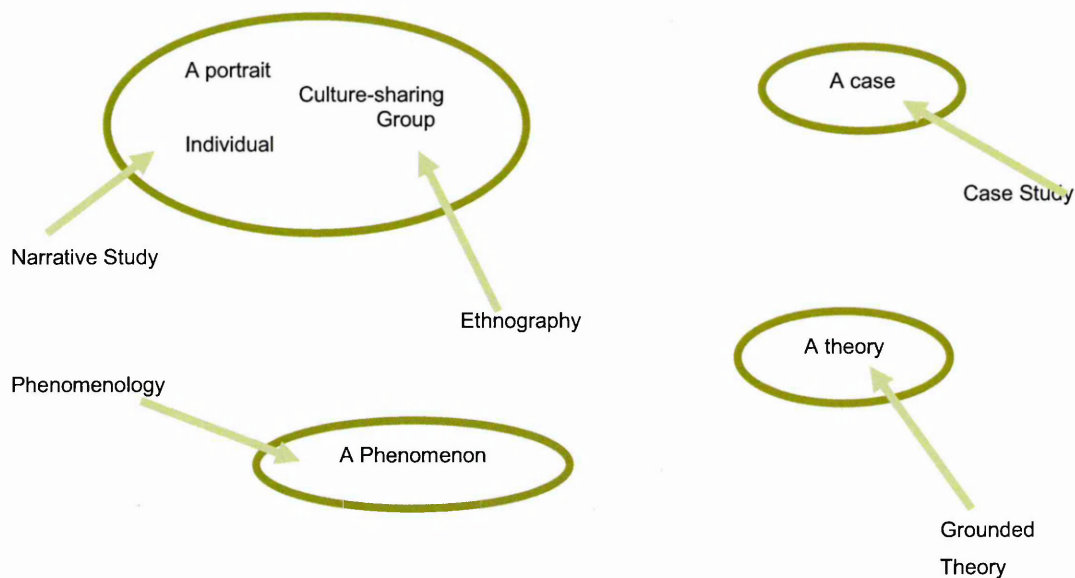 A portrait
Culture-sharing
Group
Individual
Narrative Study
Ethnography
A case
Case Study
Phenomenology
A Phenomenon
A theory
Grounded
Theory